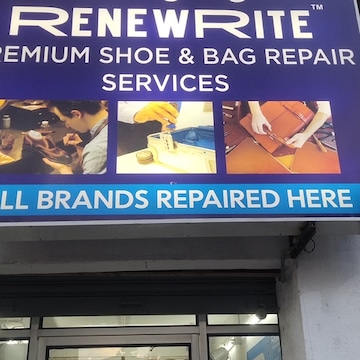 RENEWRITE™
PREMIUM SHOE & BAG REPAIR
SERVICES
ALL BRANDS REPAIRED HERE